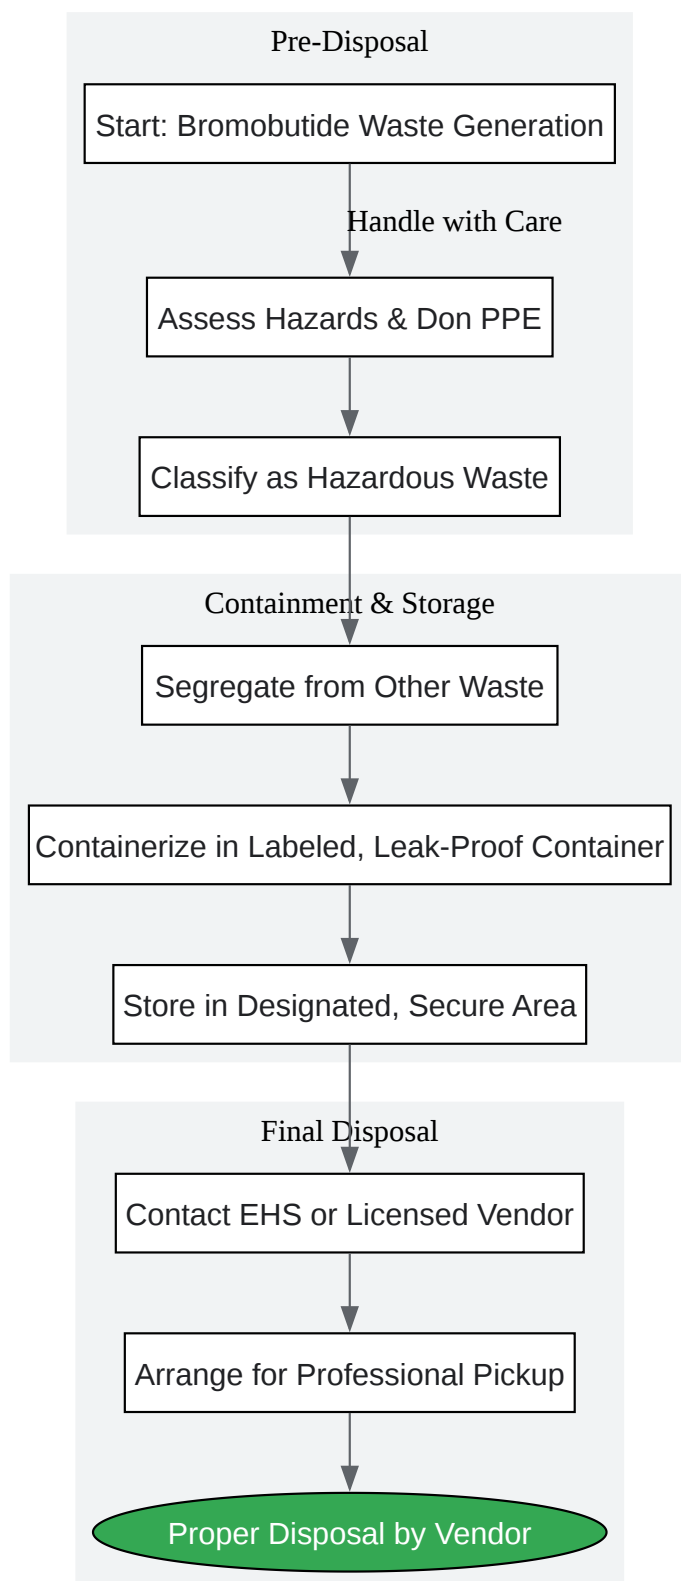 Pre-Disposal
Start: Bromobutide Waste Generation
Handle with Care
Assess Hazards & Don PPE
Classify as Hazardous Waste
Containment & Storage
Segregate from Other Waste
Containerize in Labeled, Leak-Proof Container
Store in Designated, Secure Area
Final Disposal
Contact EHS or Licensed Vendor
Arrange for Professional Pickup
Proper Disposal by Vendor